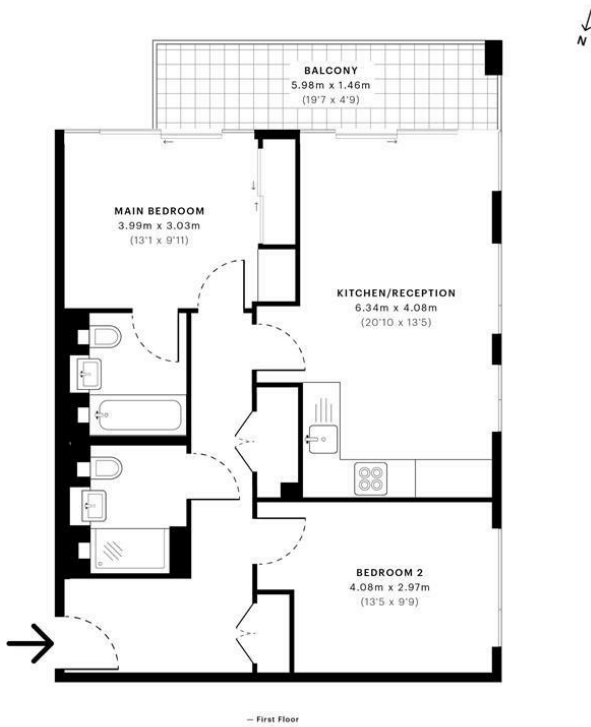 N
BALCONY
5.98m x 1.46m
(19'7 x 4'9)
MAIN BEDROOM
3.99m x 3.03m
(13'1 x 9'11)
KITCHEN/RECEPTION
6.34m x 4.08m
(20'10 x 13'5)
BEDROOM 2
4.08m x 2.97m
(13'5 x 9'9)
— First Floor